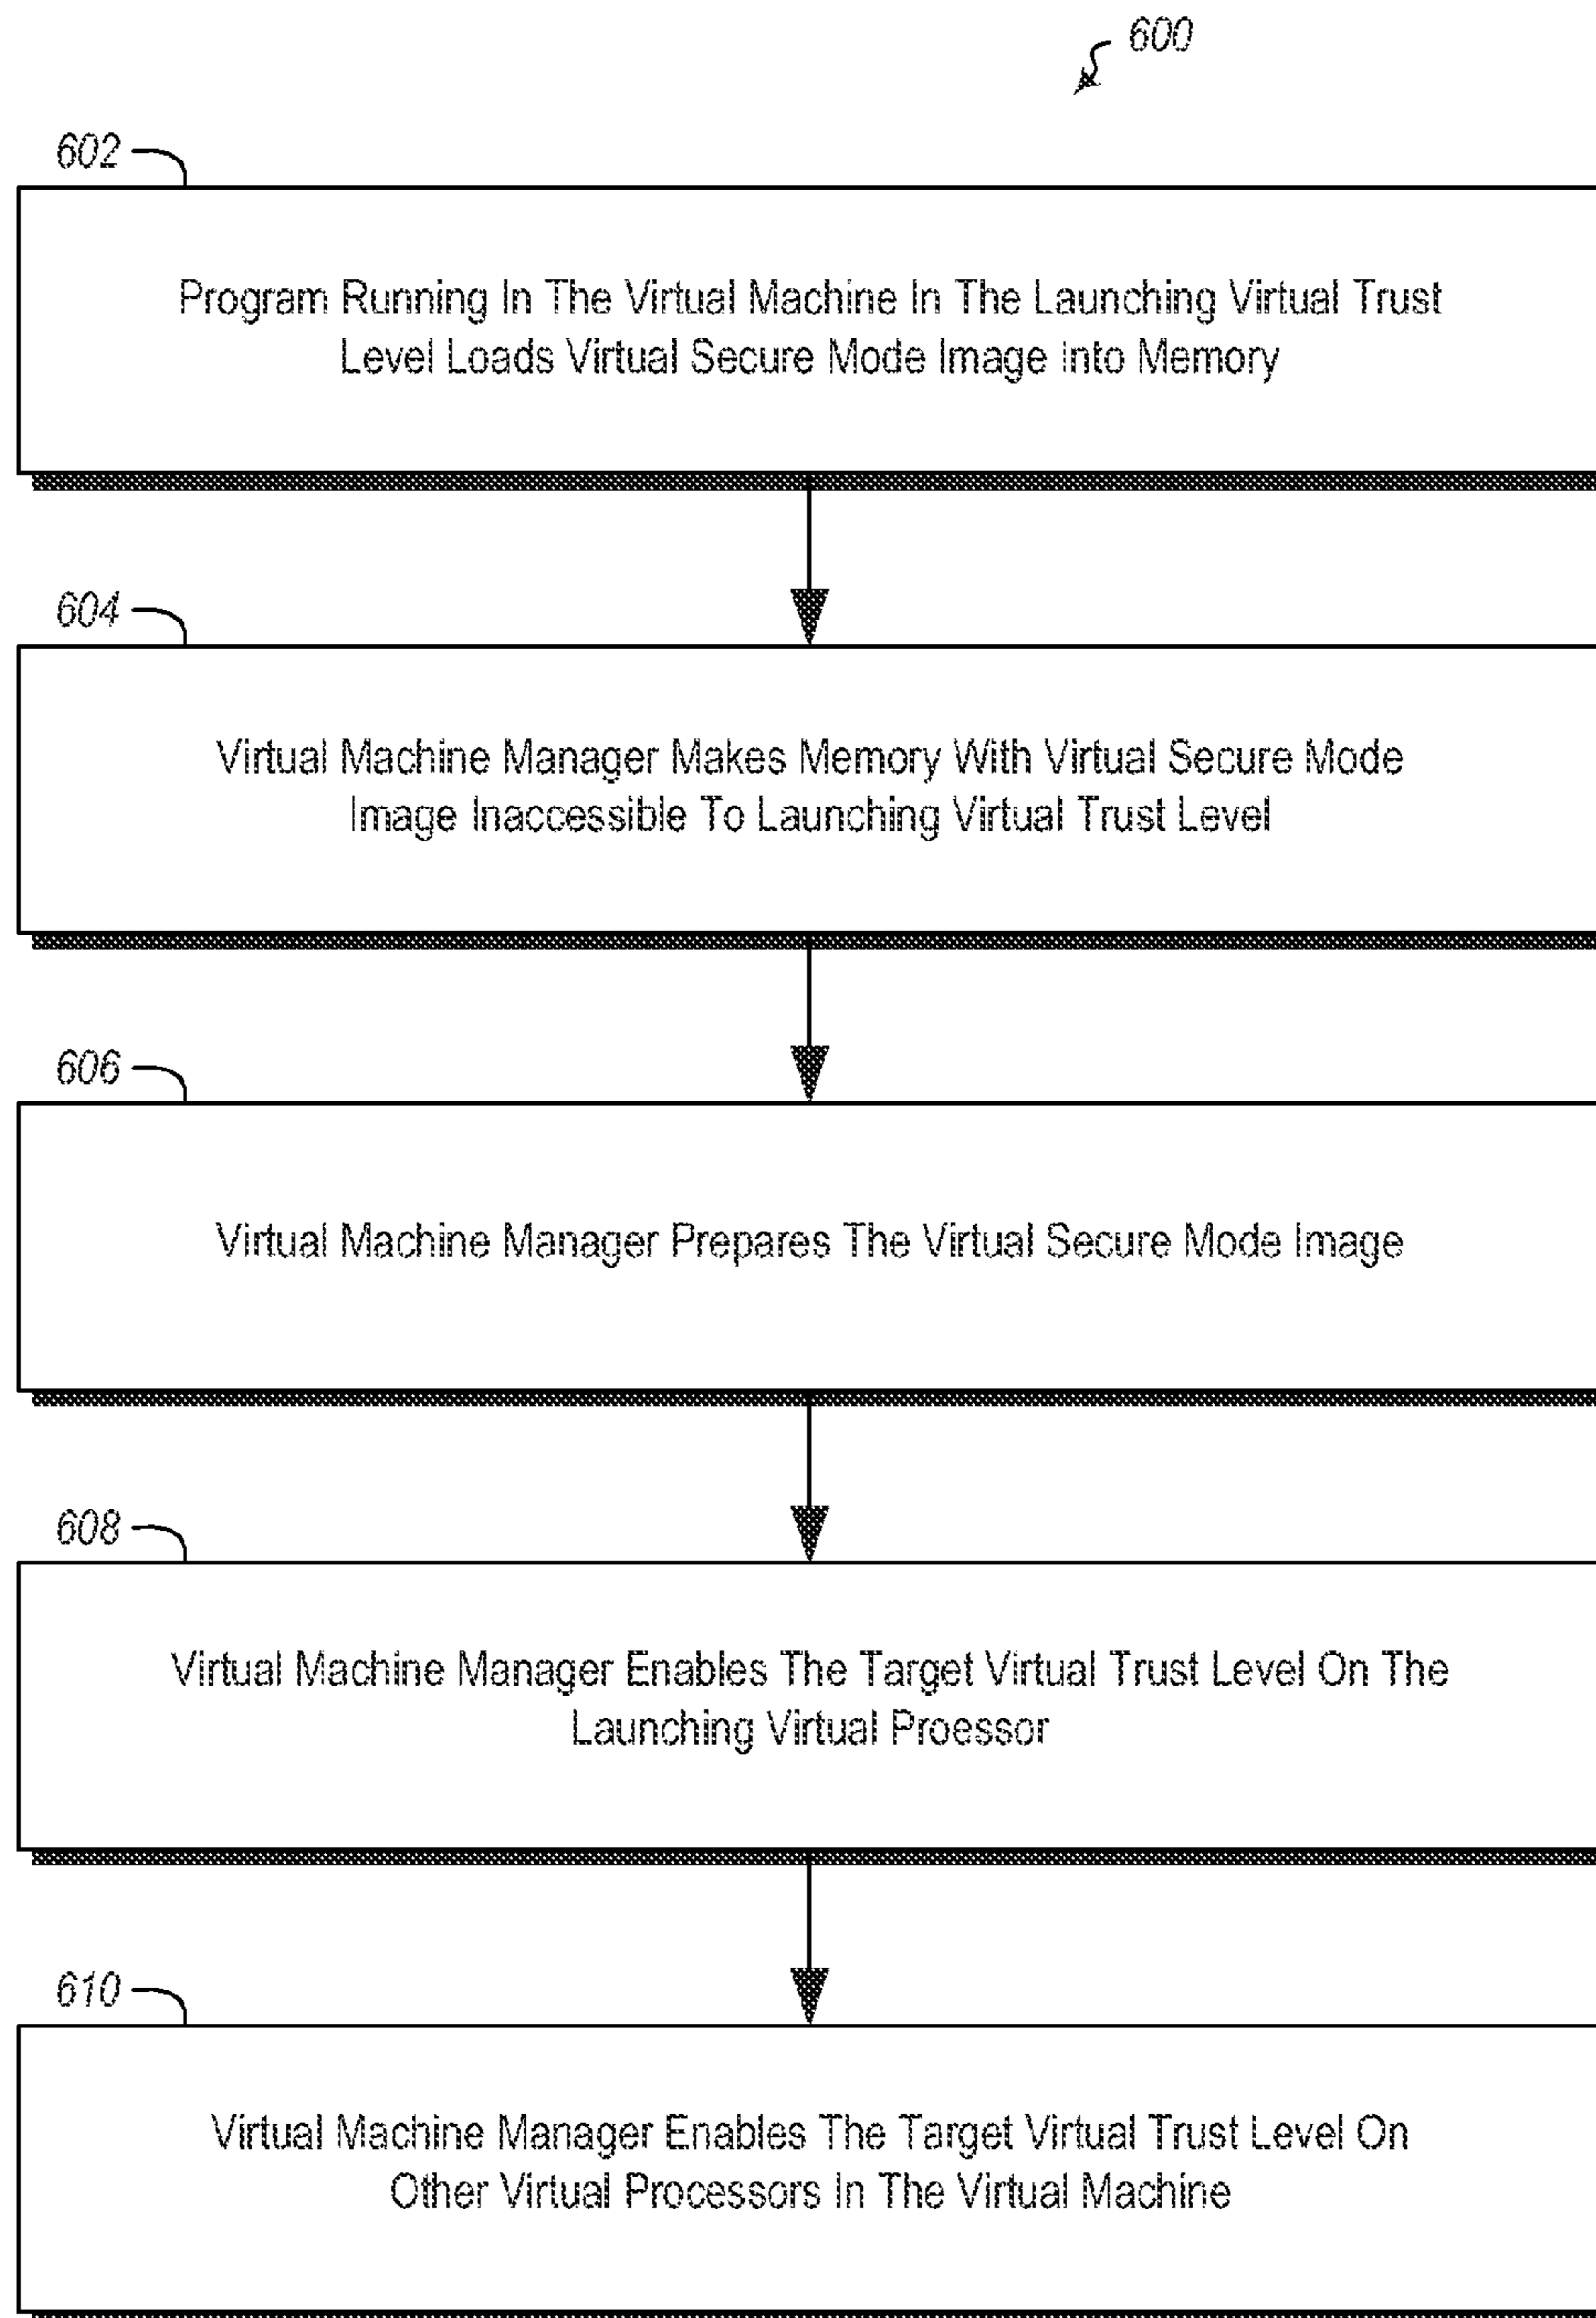 600
602
Program Running In The Virtual Machine In The Launching Virtual Trust
Level Loads Virtual Secure Mode Image Into Memory
604
Virtual Machine Manager Makes Memory With Virtual Secure Mode
Image Inaccessible To Launching Virtual Trust Level
606
Virtual Machine Manager Prepares The Virtual Secure Mode Image
608
Virtual Machine Manager Enables The Target Virtual Trust Level On The
Launching Virtual Proessor
610
Virtual Machine Manager Enables The Target Virtual Trust Level On
Other Virtual Processors In The Virtual Machine